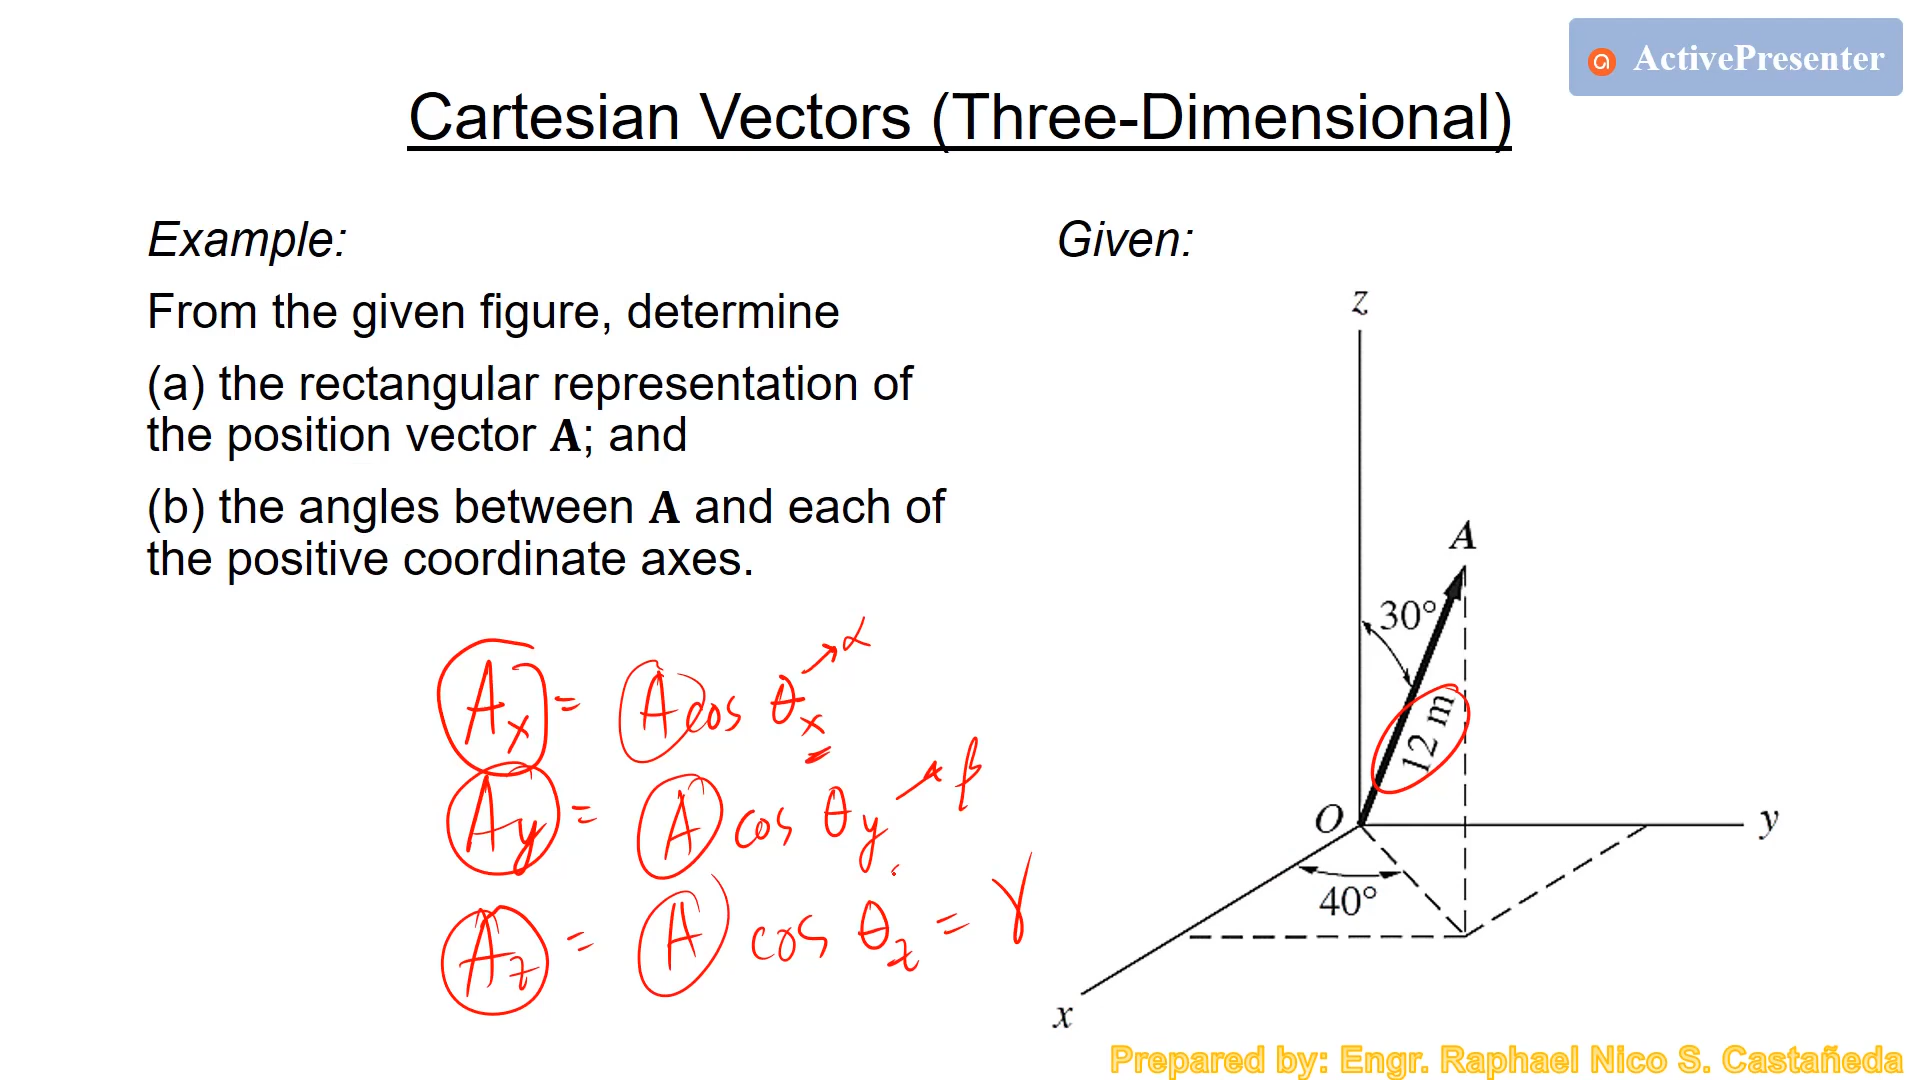 ActivePresenter
Cartesian Vectors (Three-Dimensional)
Example:
From the given figure, determine
(a) the rectangular representation of
the position vector A; and
(b) the angles between A and each of
the positive coordinate axes.
Ax = A cos θx → α
Ay = A cos θy → β
Az = A cos θz = γ
Given:
z
A
30°
12 m
O
y
40°
x
Prepared by: Engr. Raphael Nico S. Castañeda